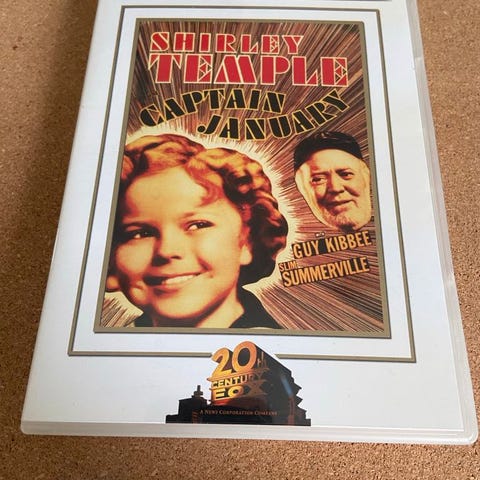 SHIRLEY
TEMPLE
CAPTAIN
JANUARY
GUY KIBBEE
SLIM
SUMMERVILLE
20th
CENTURY
FOX
A NEWS CORPORATION COMPANY